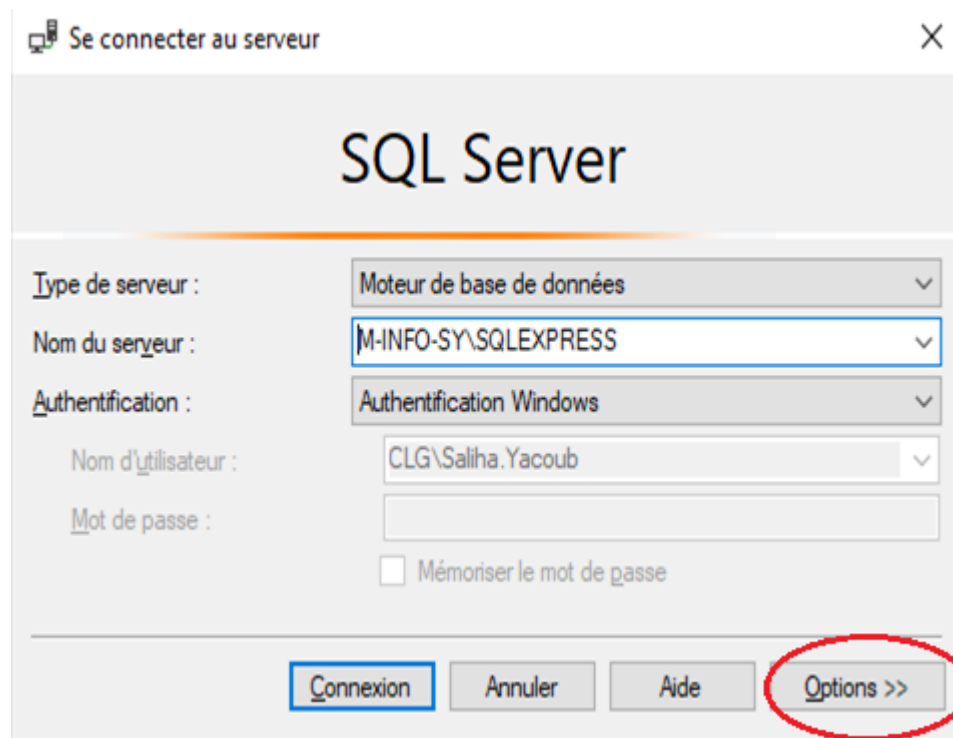 Se connecter au serveur
SQL Server
Type de serveur :
Moteur de base de données
Nom du serveur :
M-INFO-SY\SQLEXPRESS
Authentification :
Authentification Windows
Nom d'utilisateur :
CLG\Saliha.Yacoub
Mot de passe :
Mémoriser le mot de passe
Connexion
Annuler
Aide
Options >>